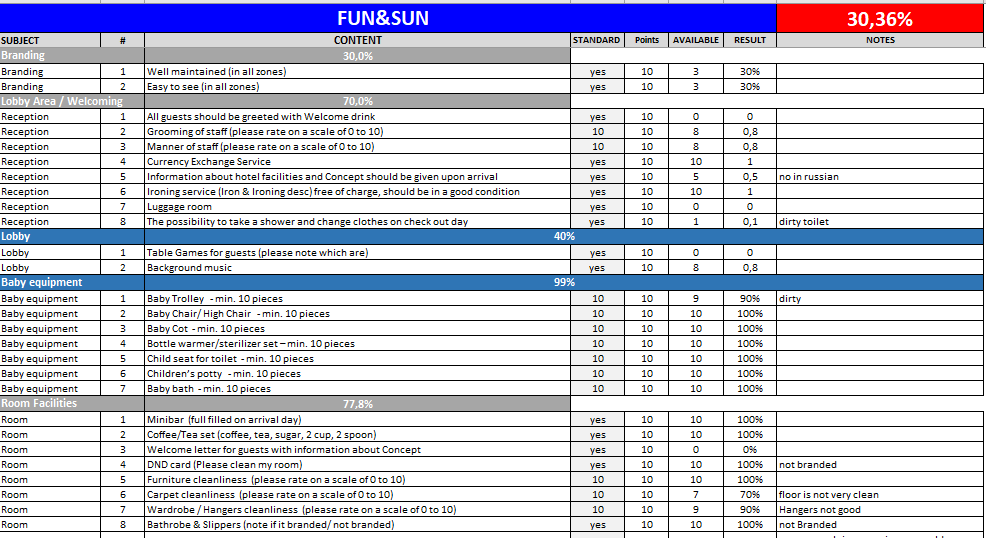 FUN&SUN 30,36%
SUBJECT # CONTENT STANDARD Points AVAILABLE RESULT NOTES
Branding 30,0%
Branding 1 Well maintained (in all zones) yes 10 3 30%
Branding 2 Easy to see (in all zones) yes 10 3 30%
Lobby Area / Welcoming 70,0%
Reception 1 All guests should be greeted with Welcome drink yes 10 0 0
Reception 2 Grooming of staff (please rate on a scale of 0 to 10) 10 10 8 0,8
Reception 3 Manner of staff (please rate on a scale of 0 to 10) 10 10 8 0,8
Reception 4 Currency Exchange Service yes 10 10 1
Reception 5 Information about hotel facilities and Concept should be given upon arrival yes 10 5 0,5 no in russian
Reception 6 Ironing service (Iron & Ironing desc) free of charge, should be in a good condition yes 10 10 1
Reception 7 Luggage room yes 10 0 0
Reception 8 The possibility to take a shower and change clothes on check out day yes 10 1 0,1 dirty toilet
Lobby 40%
Lobby 1 Table Games for guests (please note which are) yes 10 0 0
Lobby 2 Background music yes 10 8 0,8
Baby equipment 99%
Baby equipment 1 Baby Trolley - min. 10 pieces 10 10 9 90% dirty
Baby equipment 2 Baby Chair/ High Chair - min. 10 pieces 10 10 10 100%
Baby equipment 3 Baby Cot - min. 10 pieces 10 10 10 100%
Baby equipment 4 Bottle warmer/sterilizer set – min. 10 pieces 10 10 10 100%
Baby equipment 5 Child seat for toilet - min. 10 pieces 10 10 10 100%
Baby equipment 6 Children's potty - min. 10 pieces 10 10 10 100%
Baby equipment 7 Baby bath - min. 10 pieces 10 10 10 100%
Room Facilities 77,8%
Room 1 Minibar (full filled on arrival day) yes 10 10 100%
Room 2 Coffee/Tea set (coffee, tea, sugar, 2 cup, 2 spoon) yes 10 10 100%
Room 3 Welcome letter for guests with information about Concept yes 10 0 0%
Room 4 DND card (Please clean my room) yes 10 10 100% not branded
Room 5 Furniture cleanliness (please rate on a scale of 0 to 10) 10 10 10 100%
Room 6 Carpet cleanliness (please rate on a scale of 0 to 10) 10 10 7 70% floor is not very clean
Room 7 Wardrobe / Hangers cleanliness (please rate on a scale of 0 to 10) 10 10 9 90% Hangers not good
Room 8 Bathrobe & Slippers (note if it branded/ not branded) yes 10 10 100% not Branded